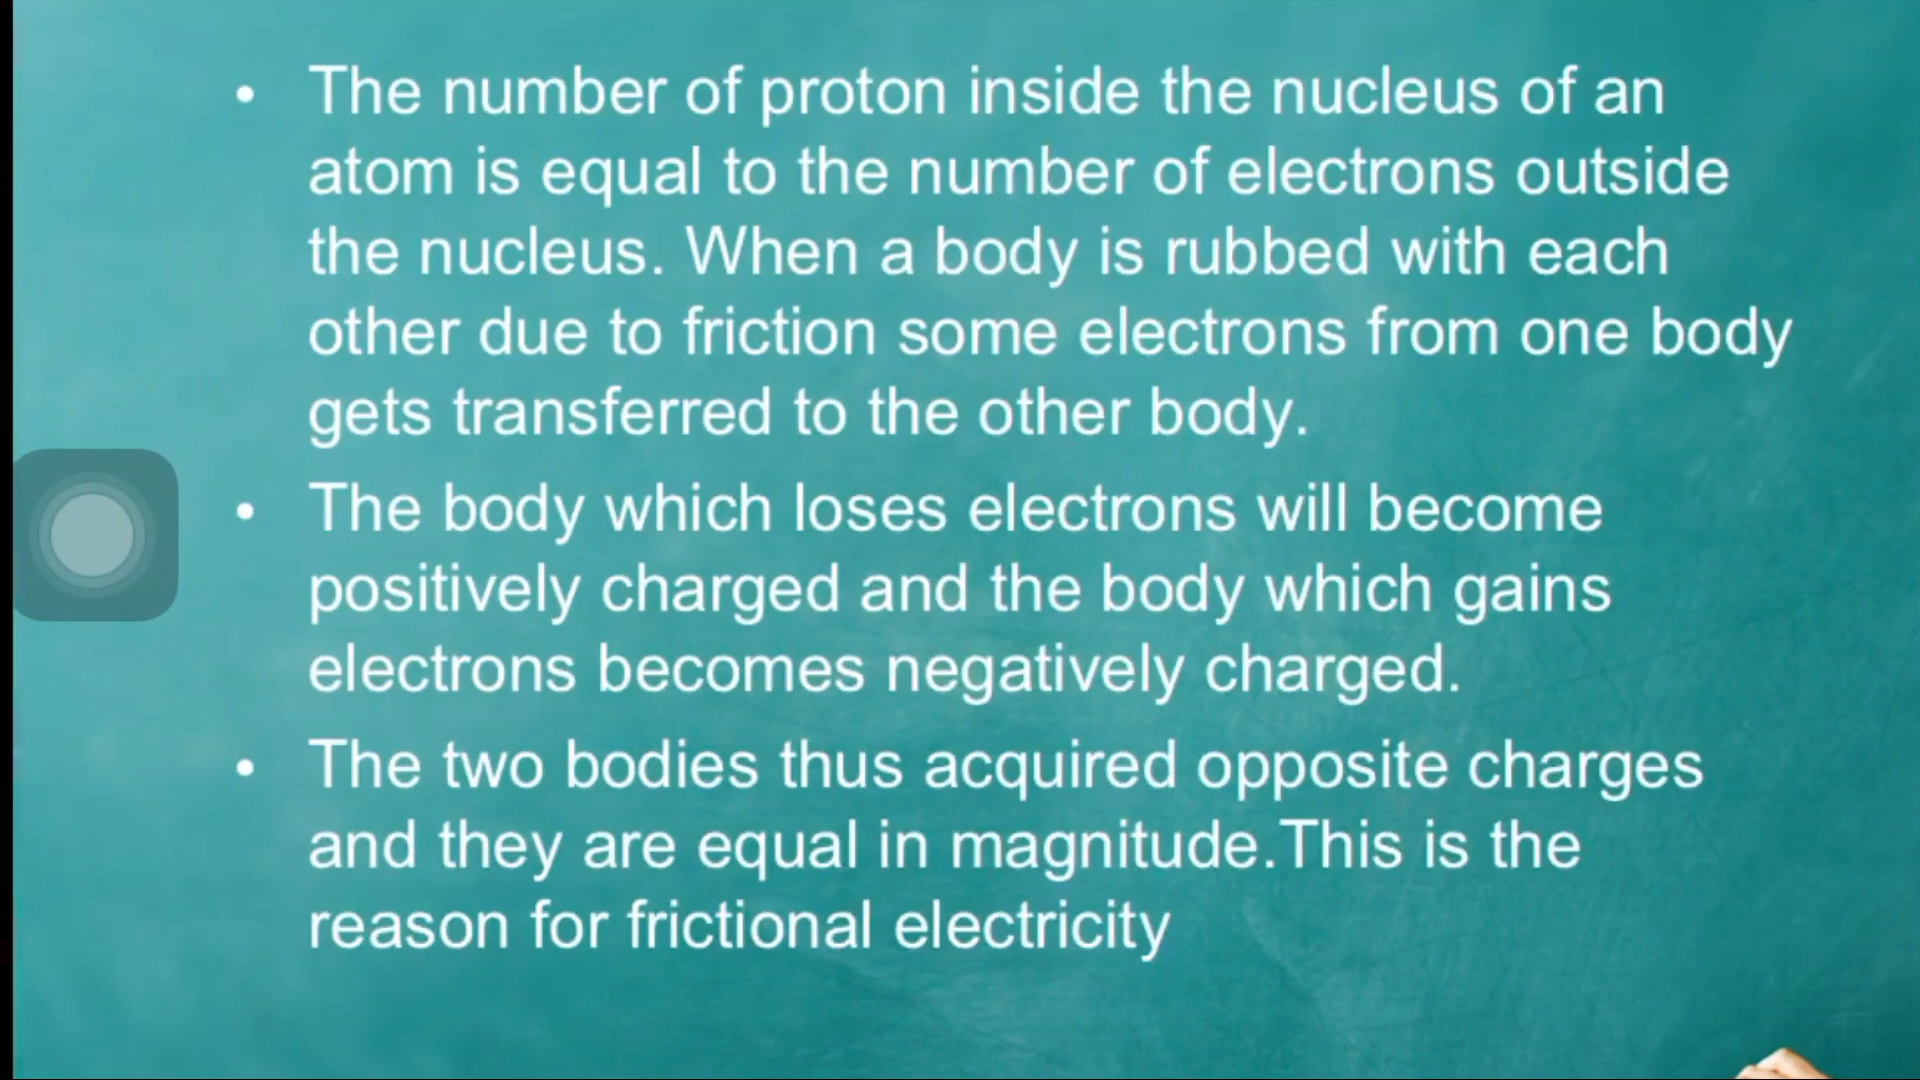 • The number of proton inside the nucleus of an
atom is equal to the number of electrons outside
the nucleus. When a body is rubbed with each
other due to friction some electrons from one body
gets transferred to the other body.
• The body which loses electrons will become
positively charged and the body which gains
electrons becomes negatively charged.
• The two bodies thus acquired opposite charges
and they are equal in magnitude.This is the
reason for frictional electricity